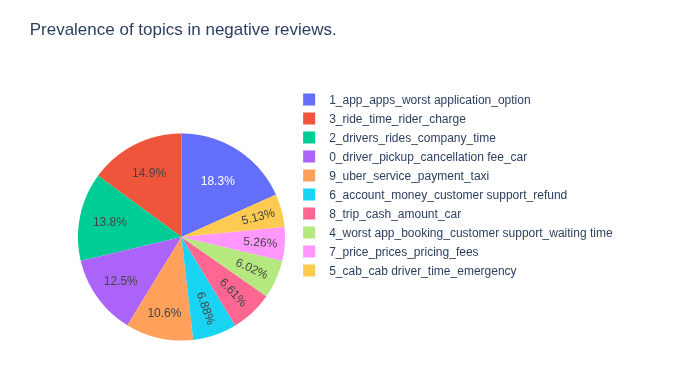 Prevalence of topics in negative reviews.
1_app_apps_worst application_option
3_ride_time_rider_charge
2_drivers_rides_company_time
0_driver_pickup_cancellation fee_car
9_uber_service_payment_taxi
6_account_money_customer support_refund
8_trip_cash_amount_car
4_worst app_booking_customer support_waiting time
7_price_prices_pricing_fees
5_cab_cab driver_time_emergency
18.3%
14.9%
13.8%
12.5%
10.6%
6.88%
6.61%
6.02%
5.26%
5.13%